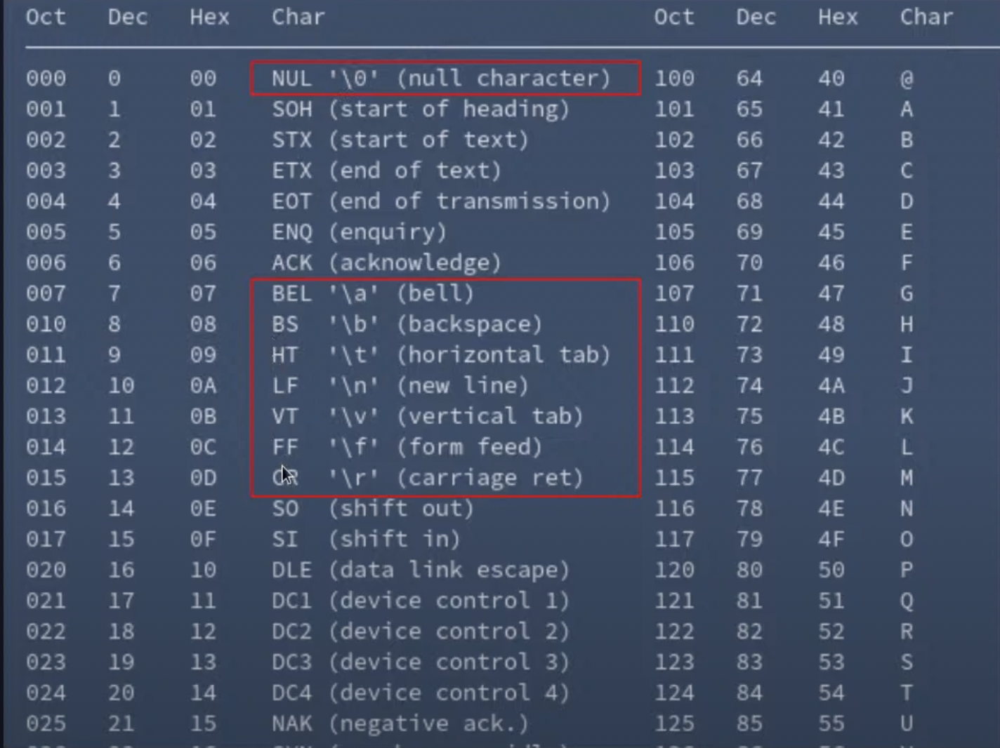 Oct Dec Hex Char Oct Dec Hex Char
000 0 00 NUL '\0' (null character) 100 64 40 @
001 1 01 SOH (start of heading) 101 65 41 A
002 2 02 STX (start of text) 102 66 42 B
003 3 03 ETX (end of text) 103 67 43 C
004 4 04 EOT (end of transmission) 104 68 44 D
005 5 05 ENQ (enquiry) 105 69 45 E
006 6 06 ACK (acknowledge) 106 70 46 F
007 7 07 BEL '\a' (bell) 107 71 47 G
010 8 08 BS '\b' (backspace) 110 72 48 H
011 9 09 HT '\t' (horizontal tab) 111 73 49 I
012 10 0A LF '\n' (new line) 112 74 4A J
013 11 0B VT '\v' (vertical tab) 113 75 4B K
014 12 0C FF '\f' (form feed) 114 76 4C L
015 13 0D CR '\r' (carriage ret) 115 77 4D M
016 14 0E SO (shift out) 116 78 4E N
017 15 0F SI (shift in) 117 79 4F O
020 16 10 DLE (data link escape) 120 80 50 P
021 17 11 DC1 (device control 1) 121 81 51 Q
022 18 12 DC2 (device control 2) 122 82 52 R
023 19 13 DC3 (device control 3) 123 83 53 S
024 20 14 DC4 (device control 4) 124 84 54 T
025 21 15 NAK (negative ack.) 125 85 55 U